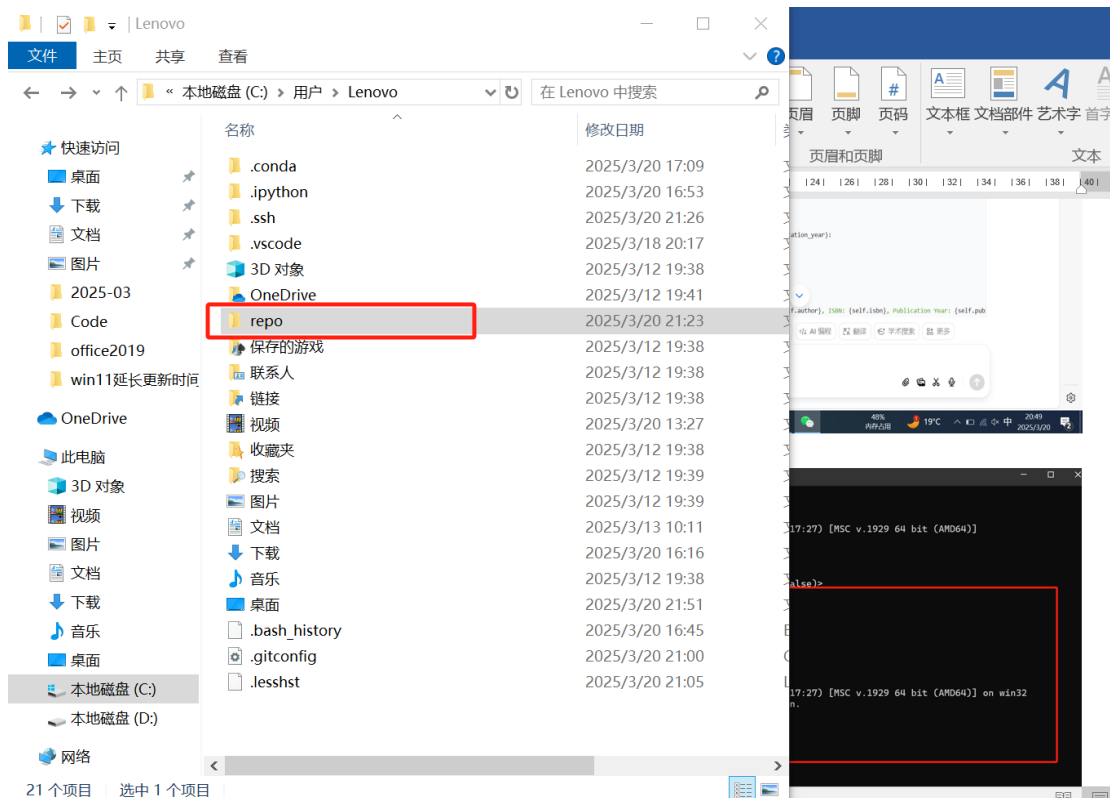 Lenovo
文件 主页 共享 查看
« 本地磁盘 (C:) › 用户 › Lenovo
在 Lenovo 中搜索
名称 修改日期
快速访问
桌面
下载
文档
图片
2025-03
Code
office2019
win11延长更新时间
OneDrive
此电脑
3D 对象
视频
图片
文档
下载
音乐
桌面
本地磁盘 (C:)
本地磁盘 (D:)
网络
.conda 2025/3/20 17:09
.ipython 2025/3/20 16:53
.ssh 2025/3/20 21:26
.vscode 2025/3/18 20:17
3D 对象 2025/3/12 19:38
OneDrive 2025/3/12 19:41
repo 2025/3/20 21:23
保存的游戏 2025/3/12 19:38
联系人 2025/3/12 19:38
链接 2025/3/12 19:38
视频 2025/3/20 13:27
收藏夹 2025/3/12 19:38
搜索 2025/3/12 19:39
图片 2025/3/12 19:39
文档 2025/3/13 10:11
下载 2025/3/20 16:16
音乐 2025/3/12 19:38
桌面 2025/3/20 21:51
.bash_history 2025/3/20 16:45
.gitconfig 2025/3/20 21:00
.lesshst 2025/3/20 21:05
21 个项目 选中 1 个项目
页眉 页脚 页码 文本框 文档部件 艺术字 首字
页眉和页脚 文本
|24| |26| |28| |30| |32| |34| |36| |38| |40|
ation_year):
f.author}, ISBN: {self.isbn}, Publication Year: {self.pub
AI 编程 翻译 学术搜索 更多
48%
内存占用
19°C
中
20:49
2025/3/20
17:27) [MSC v.1929 64 bit (AMD64)]
alse)>
17:27) [MSC v.1929 64 bit (AMD64)] on win32
n.